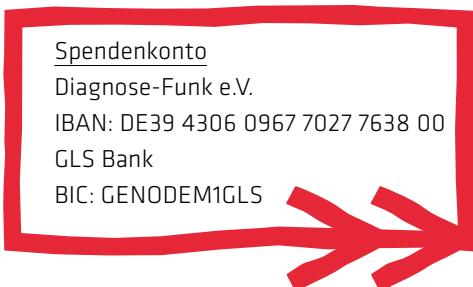 Spendenkonto
Diagnose-Funk e.V.
IBAN: DE39 4306 0967 7027 7638 00
GLS Bank
BIC: GENODEM1GLS